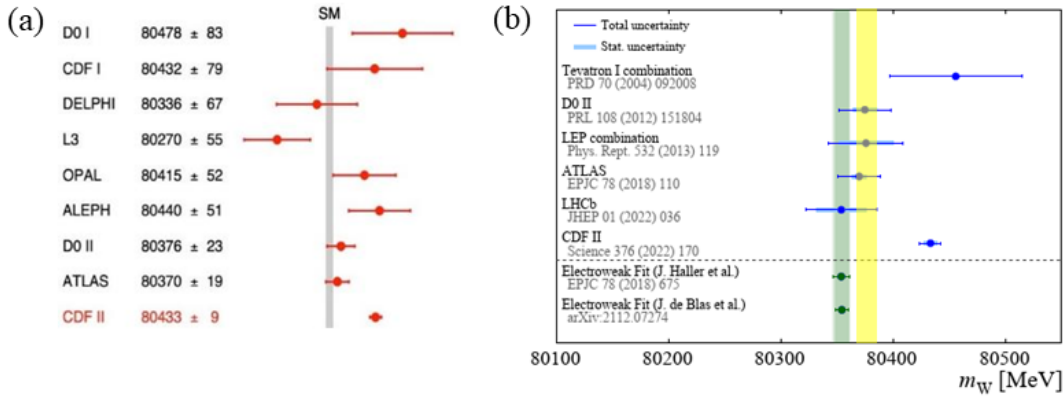 (a)
SM
D0 I 80478 ± 83
CDF I 80432 ± 79
DELPHI 80336 ± 67
L3 80270 ± 55
OPAL 80415 ± 52
ALEPH 80440 ± 51
D0 II 80376 ± 23
ATLAS 80370 ± 19
CDF II 80433 ± 9
(b)
Total uncertainty
Stat. uncertainty
Tevatron I combination
PRD 70 (2004) 092008
D0 II
PRL 108 (2012) 151804
LEP combination
Phys. Rept. 532 (2013) 119
ATLAS
EPJC 78 (2018) 110
LHCb
JHEP 01 (2022) 036
CDF II
Science 376 (2022) 170
Electroweak Fit (J. Haller et al.)
EPJC 78 (2018) 675
Electroweak Fit (J. de Blas et al.)
arXiv:2112.07274
80100 80200 80300 80400 80500
m_W [MeV]